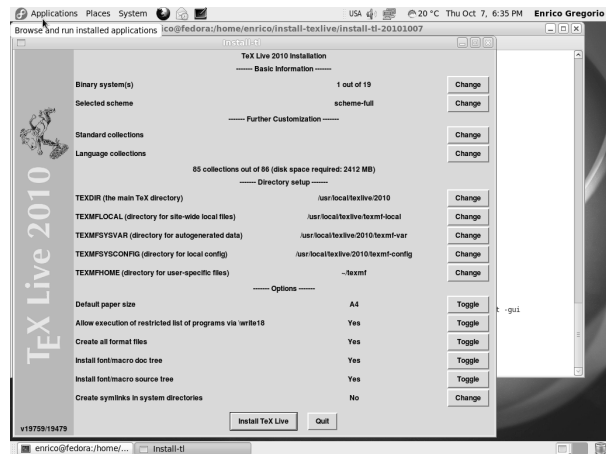 Applications Places System USA 20 °C Thu Oct 7, 6:35 PM Enrico Gregorio
Browse and run installed applications
ico@fedora:/home/enrico/install-texlive/install-tl-20101007
Install-tl
TeX Live 2010 Installation
------- Basic Information -------
Binary system(s) 1 out of 19 Change
Selected scheme scheme-full Change
------- Further Customization -------
Standard collections Change
Language collections Change
85 collections out of 86 (disk space required: 2412 MB)
------- Directory setup -------
TEXDIR (the main TeX directory) /usr/local/texlive/2010 Change
TEXMFLOCAL (directory for site-wide local files) /usr/local/texlive/texmf-local Change
TEXMFSYSVAR (directory for autogenerated data) /usr/local/texlive/2010/texmf-var Change
TEXMFSYSCONFIG (directory for local config) /usr/local/texlive/2010/texmf-config Change
TEXMFHOME (directory for user-specific files) ~/texmf Change
------- Options -------
Default paper size A4 Toggle
t -gui
Allow execution of restricted list of programs via \write18 Yes Toggle
Create all format files Yes Toggle
Install font/macro doc tree Yes Toggle
Install font/macro source tree Yes Toggle
Create symlinks in system directories No Change
Install TeX Live Quit
TEX Live 2010
v19759/19479
enrico@fedora:/home/... Install-tl